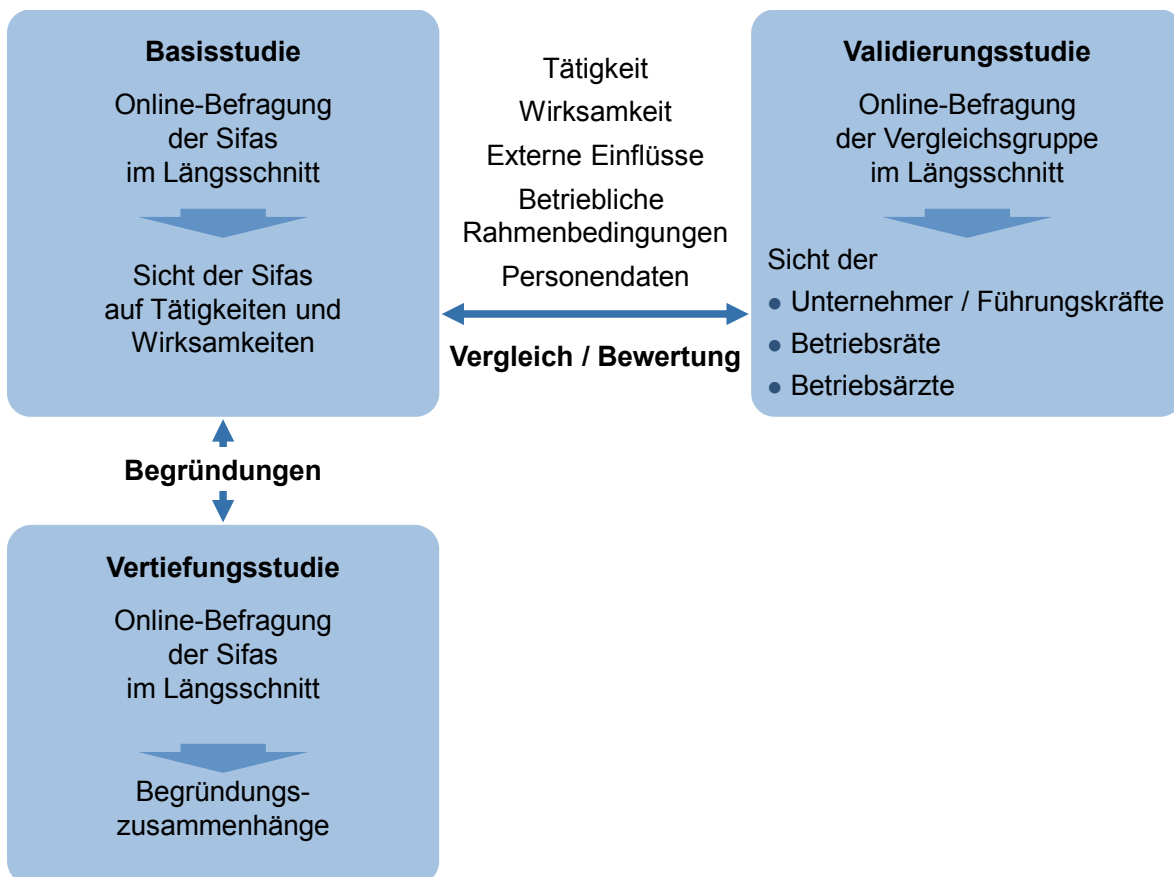 Basisstudie
Online-Befragung
der Sifas
im Längsschnitt
Sicht der Sifas
auf Tätigkeiten und
Wirksamkeiten
Tätigkeit
Wirksamkeit
Externe Einflüsse
Betriebliche
Rahmenbedingungen
Personendaten
Vergleich / Bewertung
Validierungsstudie
Online-Befragung
der Vergleichsgruppe
im Längsschnitt
Sicht der
● Unternehmer / Führungskräfte
● Betriebsräte
● Betriebsärzte
Begründungen
Vertiefungsstudie
Online-Befragung
der Sifas
im Längsschnitt
Begründungs-
zusammenhänge